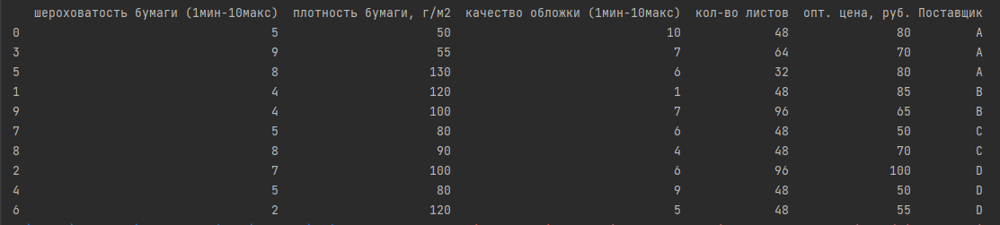 шероховатость бумаги (1мин-10макс) плотность бумаги, г/м2 качество обложки (1мин-10макс) кол-во листов опт. цена, руб. Поставщик
0 5 50 10 48 80 A
3 9 55 7 64 70 A
5 8 130 6 32 80 A
1 4 120 1 48 85 B
9 4 100 7 96 65 B
7 5 80 6 48 50 C
8 8 90 4 48 70 C
2 7 100 6 96 100 D
4 5 80 9 48 50 D
6 2 120 5 48 55 D